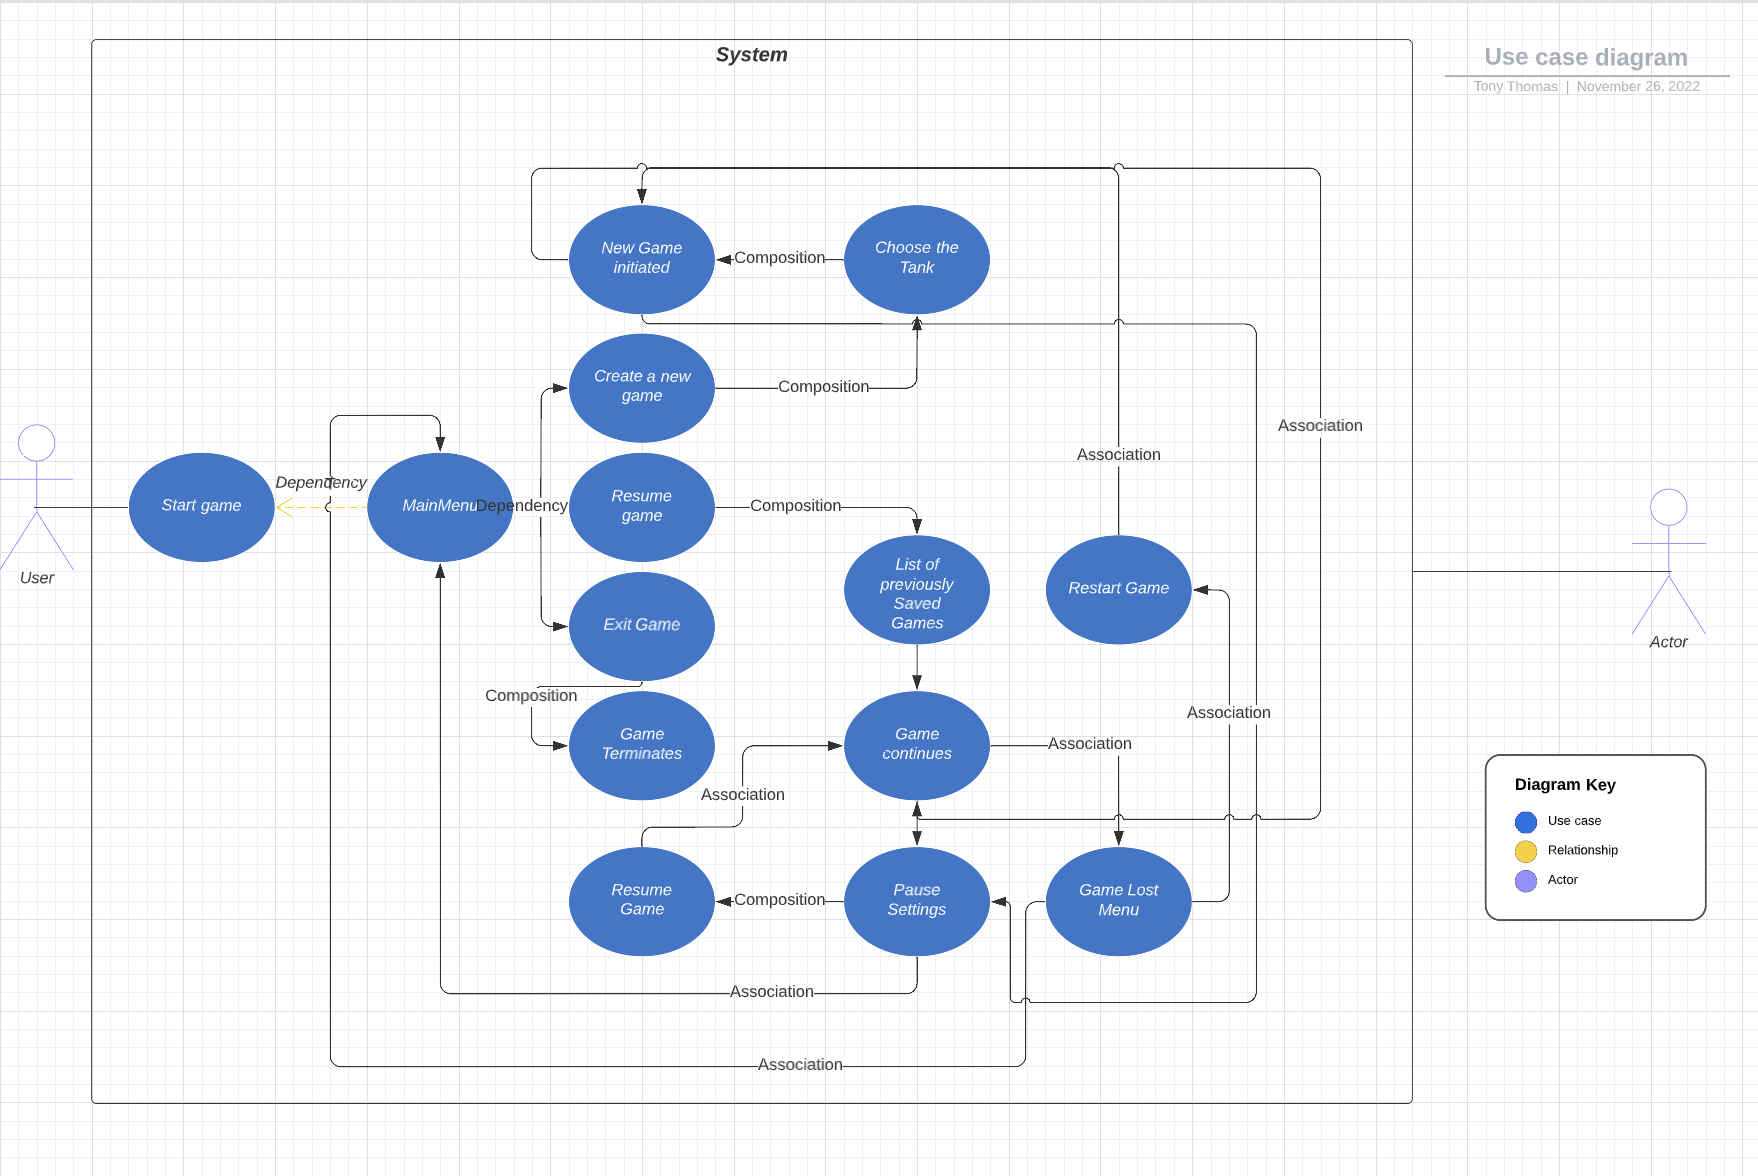 System
Use case diagram
Tony Thomas | November 26, 2022
New Game
initiated
Composition
Choose the
Tank
Create a new
game
Composition
Association
Association
Start game
Dependency
MainMenu
Dependency
Resume
game
Composition
User
List of
previously
Saved
Games
Restart Game
Exit Game
Actor
Composition
Game
Terminates
Game
continues
Association
Association
Association
Diagram Key
Use case
Relationship
Actor
Resume
Game
Composition
Pause
Settings
Game Lost
Menu
Association
Association